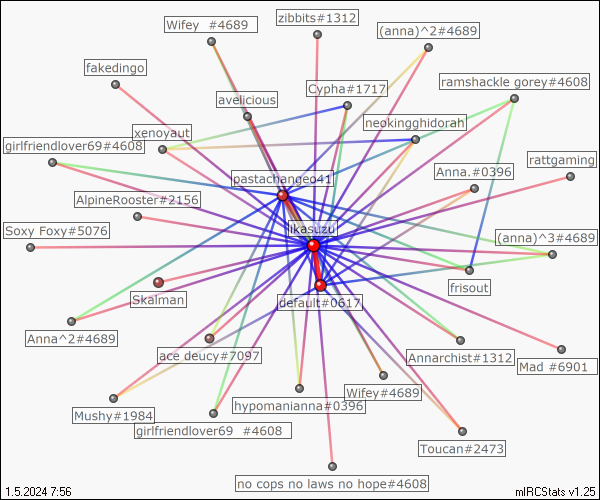 zibbits#1312
Wifey  #4689
(anna)^2#4689
fakedingo
ramshackle gorey#4608
Cypha#1717
avelicious
neokingghidorah
xenoyaut
girlfriendlover69#4608
rattgaming
Anna.#0396
pastachangeo41
AlpineRooster#2156
Soxy Foxy#5076
ikasuzu
(anna)^3#4689
frisout
Skaiman
default#0617
Anna^2#4689
ace deucy#7097
Annarchist#1312
Mad #6901
Wifey#4689
hypomanianna#0396
Mushy#1984
girlfriendlover69  #4608
Toucan#2473
no cops no laws no hope#4608
1.5.2024 7:56
mIRCStats v1.25